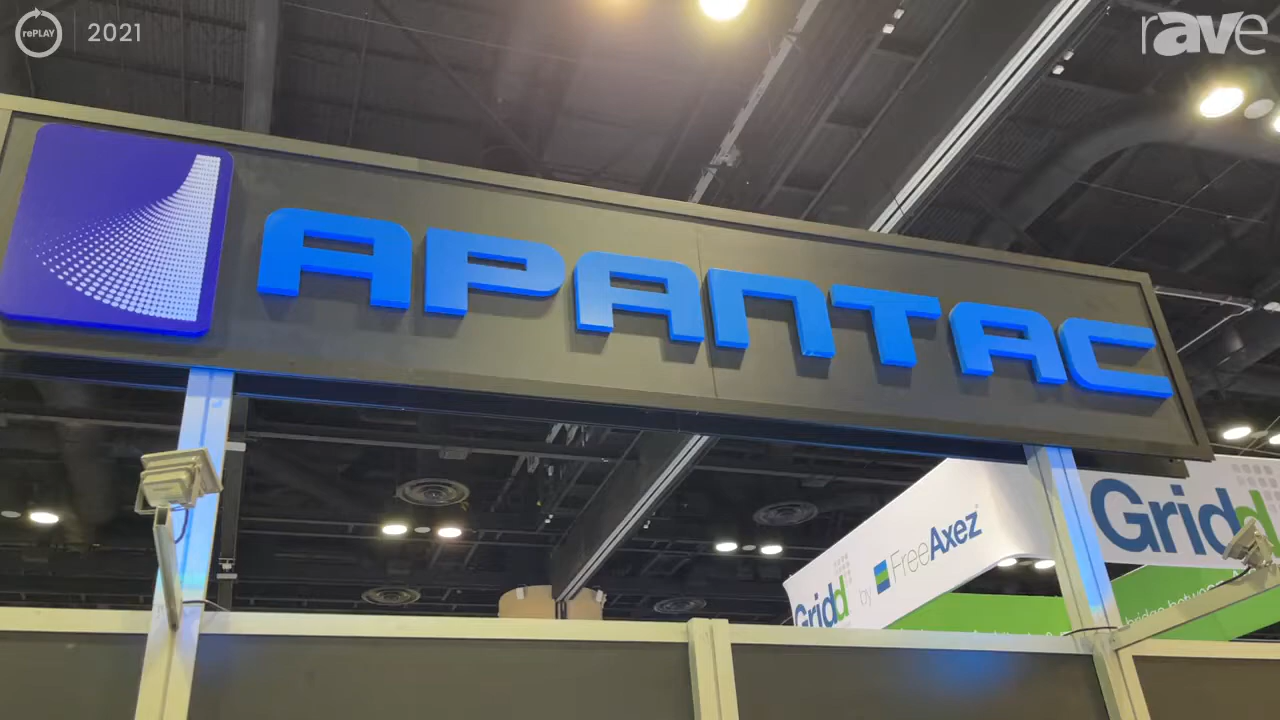 rePLAY 2021
rAVe
APANTAC
Gridd
Gridd by FreeAxez